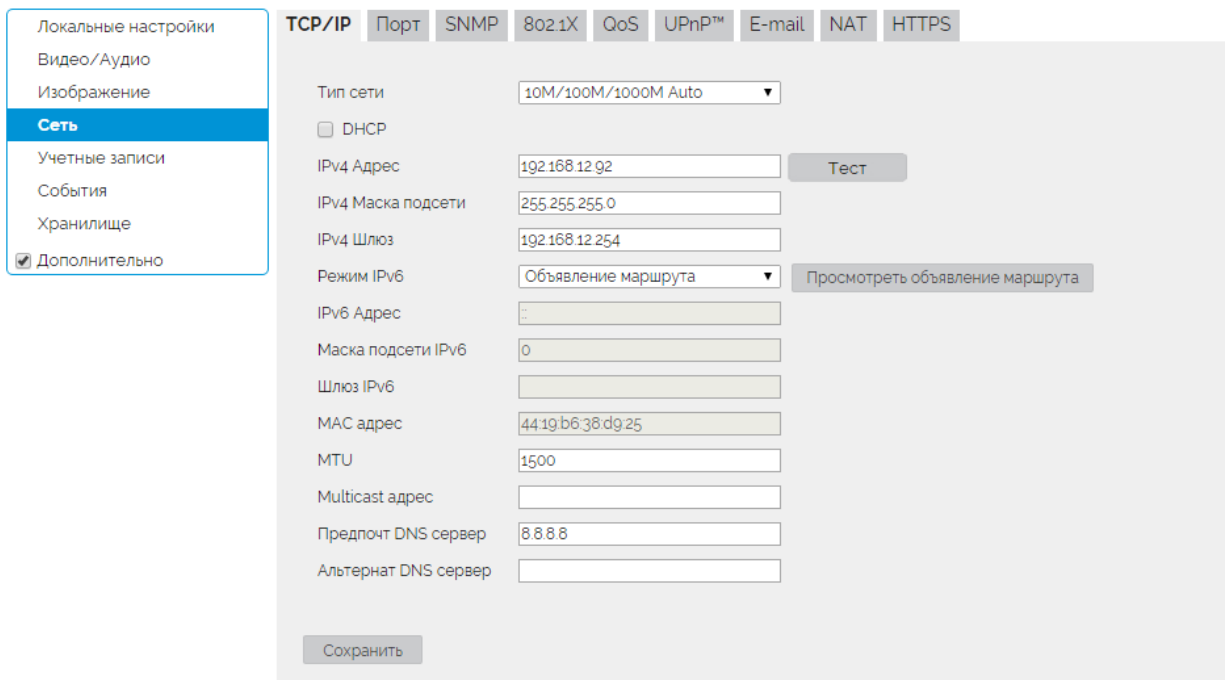 Локальные настройки
Видео/Аудио
Изображение
Сеть
Учетные записи
События
Хранилище
Дополнительно
TCP/IP Порт SNMP 802.1X QoS UPnP™ E-mail NAT HTTPS
Тип сети 10M/100M/1000M Auto
DHCP
IPv4 Адрес 192.168.12.92 Тест
IPv4 Маска подсети 255.255.255.0
IPv4 Шлюз 192.168.12.254
Режим IPv6 Объявление маршрута Просмотреть объявление маршрута
IPv6 Адрес ::
Маска подсети IPv6 0
Шлюз IPv6
MAC адрес 44:19:b6:38:d9:25
MTU 1500
Multicast адрес
Предпочт DNS сервер 8.8.8.8
Альтернат DNS сервер
Сохранить